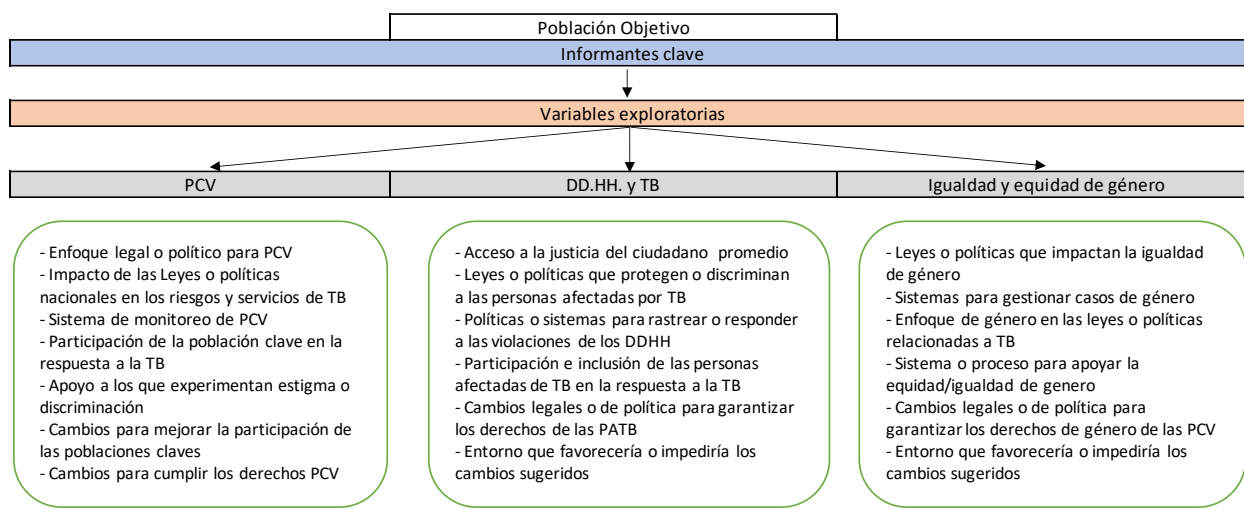 Población Objetivo
Informantes clave
Variables exploratorias
PCV
DD.HH. y TB
Igualdad y equidad de género
- Enfoque legal o político para PCV
- Impacto de las Leyes o políticas
nacionales en los riesgos y servicios de TB
- Sistema de monitoreo de PCV
- Participación de la población clave en la
respuesta a la TB
- Apoyo a los que experimentan estigma o
discriminación
- Cambios para mejorar la participación de
las poblaciones claves
- Cambios para cumplir los derechos PCV
- Acceso a la justicia del ciudadano promedio
- Leyes o políticas que protegen o discriminan
a las personas afectadas por TB
- Políticas o sistemas para rastrear o responder
a las violaciones de los DDHH
- Participación e inclusión de las personas
afectadas de TB en la respuesta a la TB
- Cambios legales o de política para garantizar
los derechos de las PATB
- Entorno que favorecería o impediría los
cambios sugeridos
- Leyes o políticas que impactan la igualdad
de género
- Sistemas para gestionar casos de género
- Enfoque de género en las leyes o políticas
relacionadas a TB
- Sistema o proceso para apoyar la
equidad/igualdad de genero
- Cambios legales o de política para
garantizar los derechos de género de las PCV
- Entorno que favorecería o impediría los
cambios sugeridos